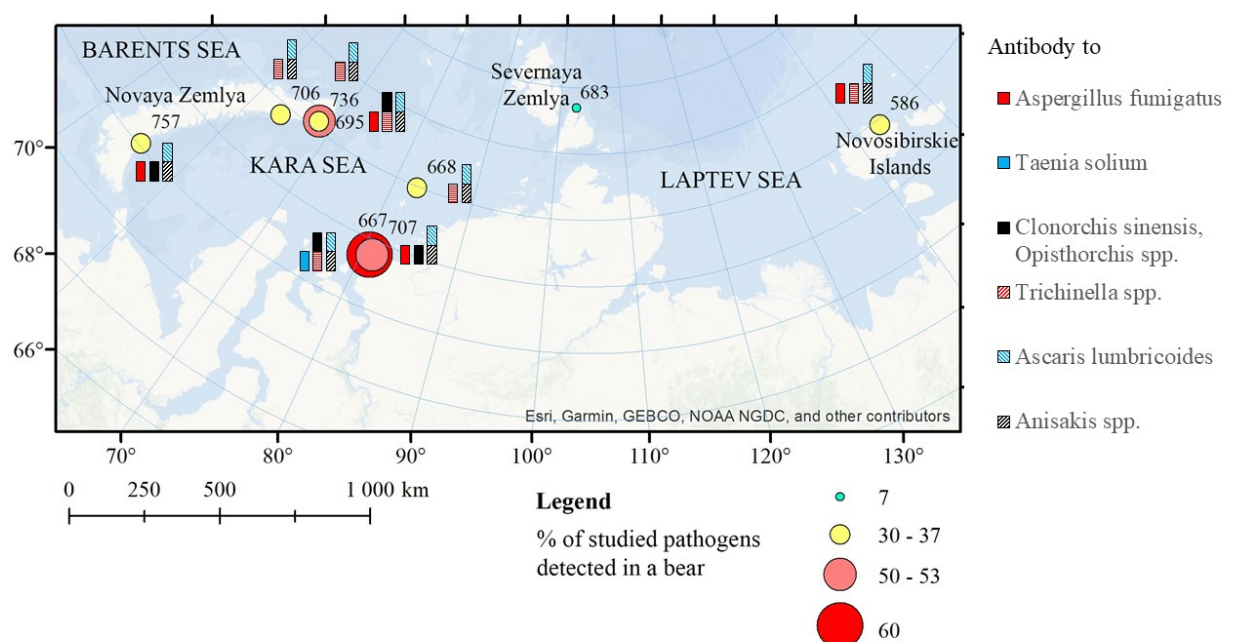 BARENTS SEA
Novaya Zemlya
757
706
736
695
KARA SEA
Severnaya
Zemlya
683
668
667
707
LAPTEV SEA
586
Novosibirskie
Islands
70°
68°
66°
Esri, Garmin, GEBCO, NOAA NGDC, and other contributors
70° 80° 90° 100° 110° 120° 130°
0 250 500 1 000 km
Antibody to
Aspergillus fumigatus
Taenia solium
Clonorchis sinensis,
Opisthorchis spp.
Trichinella spp.
Ascaris lumbricoides
Anisakis spp.
Legend
% of studied pathogens
detected in a bear
7
30 - 37
50 - 53
60